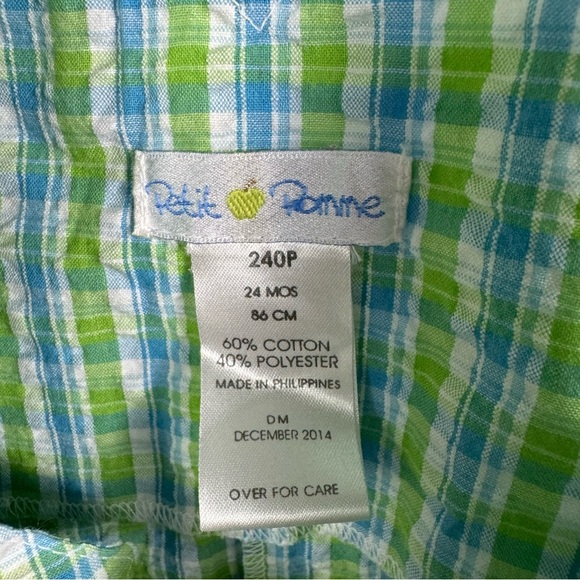 Petit Pomme
240P
24 MOS
86 CM
60% COTTON
40% POLYESTER
MADE IN PHILIPPINES
DM
DECEMBER 2014
OVER FOR CARE